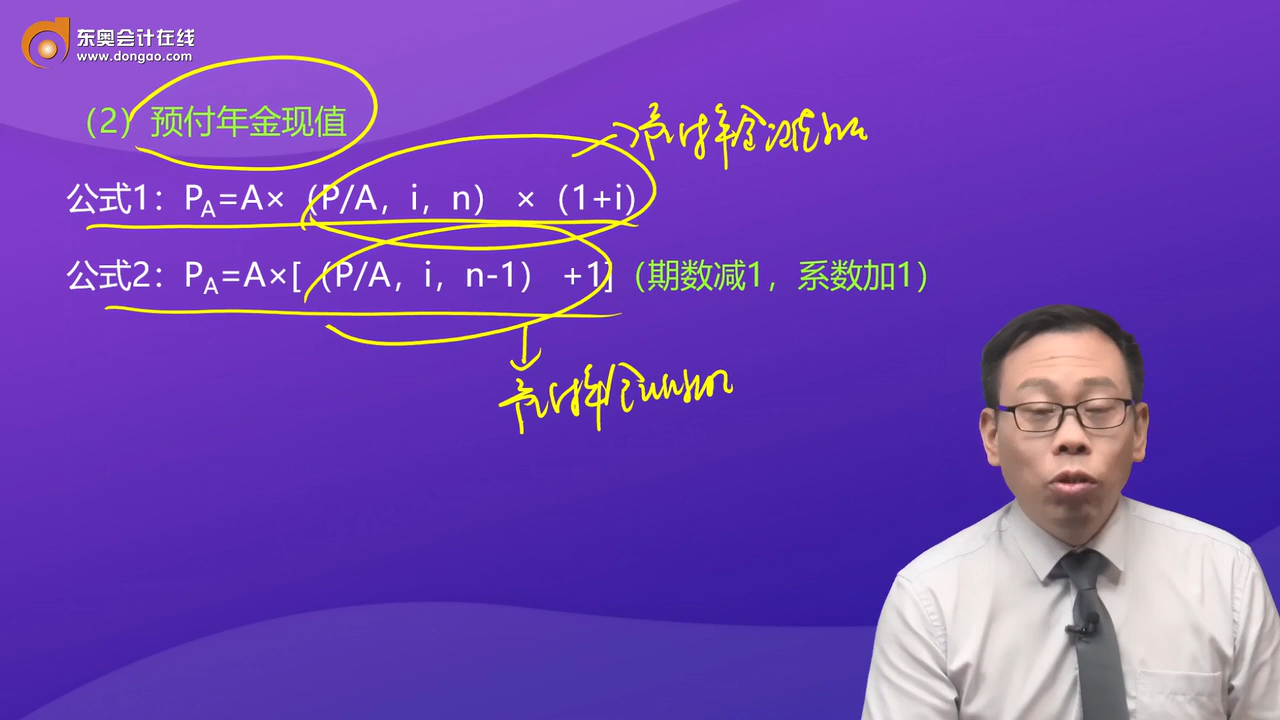 东奥会计在线
www.dongao.com
（2）预付年金现值
公式1：PA=A×（P/A，i，n）×（1+i）
公式2：PA=A×[（P/A，i，n-1）+1]（期数减1，系数加1）